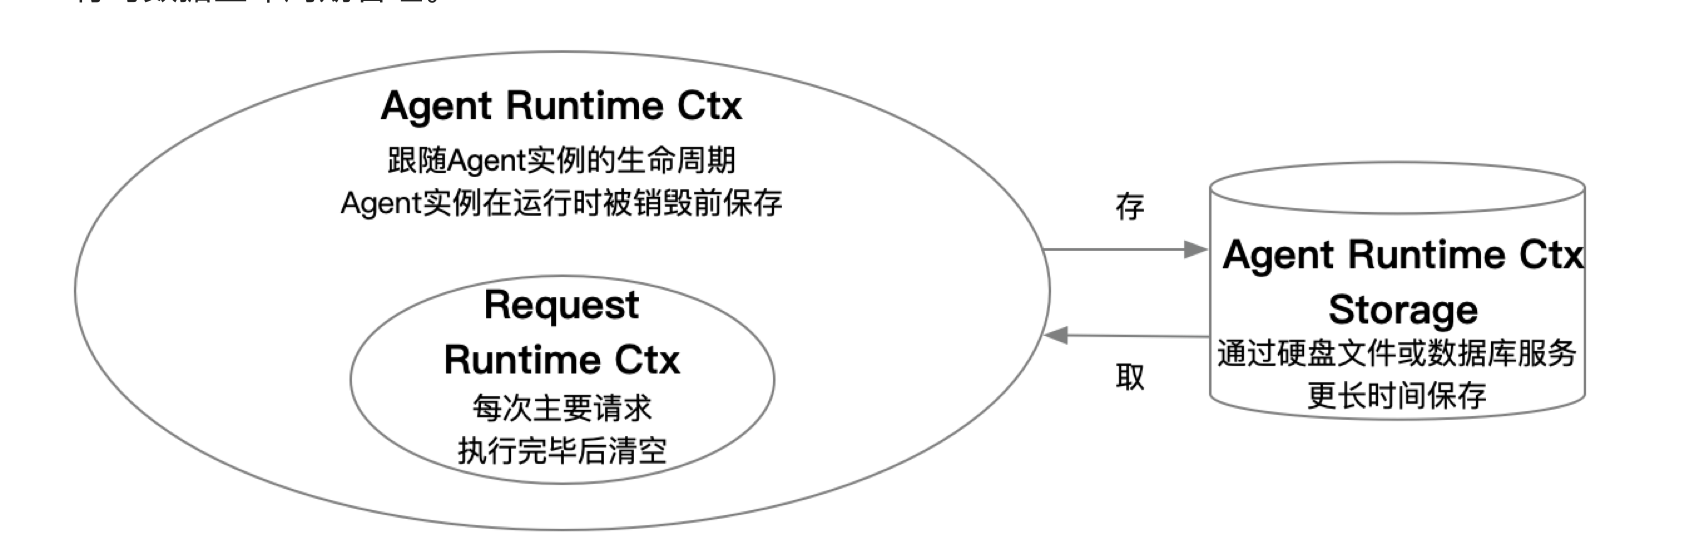 Agent Runtime Ctx
跟随Agent实例的生命周期
Agent实例在运行时被销毁前保存
Request
Runtime Ctx
每次主要请求
执行完毕后清空
存
取
Agent Runtime Ctx
Storage
通过硬盘文件或数据库服务
更长时间保存